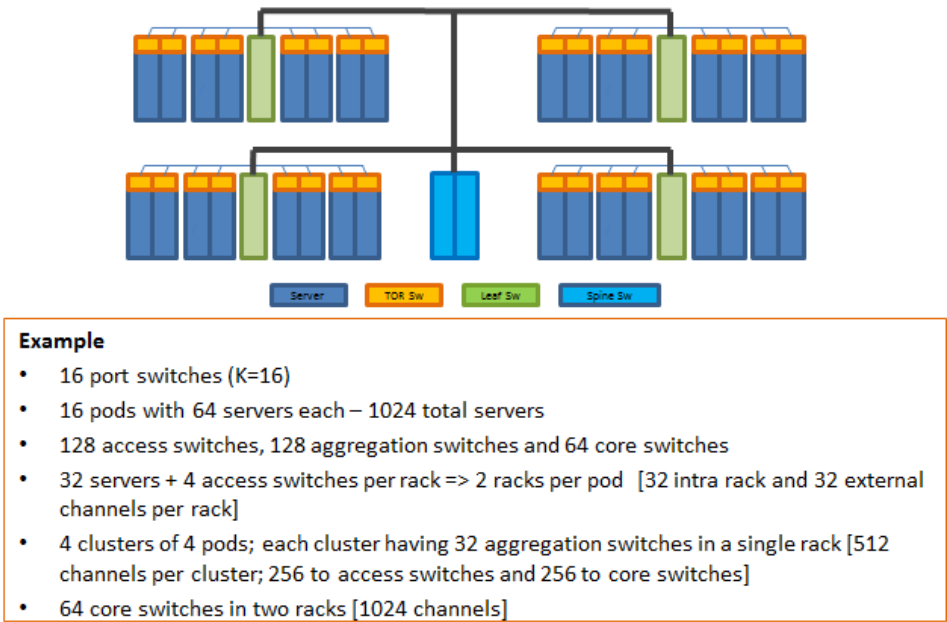 Server
TOR Sw
Leaf Sw
Spine Sw
Example
• 16 port switches (K=16)
• 16 pods with 64 servers each – 1024 total servers
• 128 access switches, 128 aggregation switches and 64 core switches
• 32 servers + 4 access switches per rack => 2 racks per pod [32 intra rack and 32 external
channels per rack]
• 4 clusters of 4 pods; each cluster having 32 aggregation switches in a single rack [512
channels per cluster; 256 to access switches and 256 to core switches]
• 64 core switches in two racks [1024 channels]